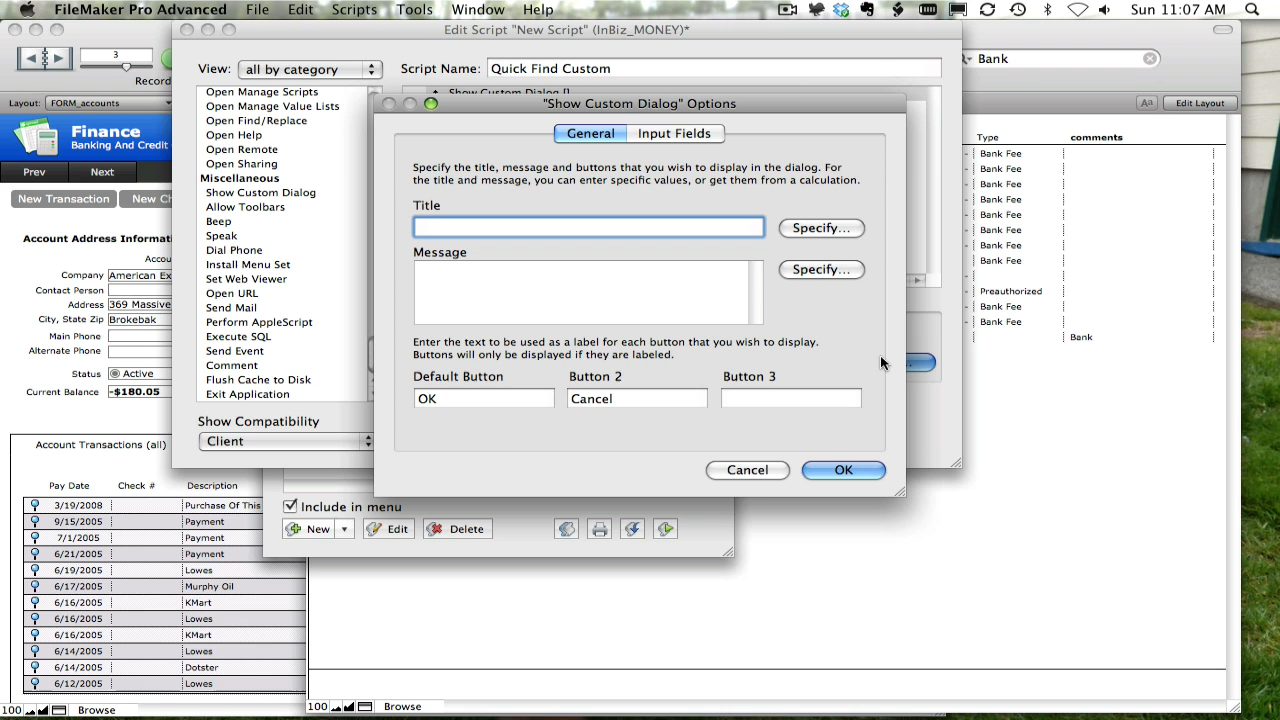 FileMaker Pro Advanced File Edit Scripts Tools Window Help Sun 11:07 AM
Edit Script "New Script" (InBiz_MONEY)*
3
Record
Layout: FORM_accounts
Finance
Banking And Credit
Prev Next
New Transaction New Ch
Account Address Informati
Accou
Company American Ex
Contact Person
Address 369 Massive
City, State Zip Brokebak
Main Phone
Alternate Phone
Status Active
Current Balance -$180.05
Account Transactions (all)
Pay Date Check # Description
3/19/2008 Purchase Of This
9/15/2005 Payment
7/1/2005 Payment
6/21/2005 Payment
6/19/2005 Lowes
6/17/2005 Murphy Oil
6/16/2005 KMart
6/16/2005 Lowes
6/16/2005 KMart
6/14/2005 Lowes
6/14/2005 Dotster
6/12/2005 Lowes
100 Browse
View: all by category
Script Name: Quick Find Custom
Show Custom Dialog []
Open Manage Scripts
Open Manage Value Lists
Open Find/Replace
Open Help
Open Remote
Open Sharing
Miscellaneous
Show Custom Dialog
Allow Toolbars
Beep
Speak
Dial Phone
Install Menu Set
Set Web Viewer
Open URL
Send Mail
Perform AppleScript
Execute SQL
Send Event
Comment
Flush Cache to Disk
Exit Application
Show Compatibility
Client
"Show Custom Dialog" Options
General Input Fields
Specify the title, message and buttons that you wish to display in the dialog. For
the title and message, you can enter specific values, or get them from a calculation.
Title
Specify...
Message
Specify...
Enter the text to be used as a label for each button that you wish to display.
Buttons will only be displayed if they are labeled.
Default Button Button 2 Button 3
OK Cancel
Cancel OK
Include in menu
New Edit Delete
Bank
Aa Edit Layout
Type comments
Bank Fee
Bank Fee
Bank Fee
Bank Fee
Bank Fee
Bank Fee
Bank Fee
Bank Fee
Preauthorized
Bank Fee
Bank Fee
Bank
100 Browse